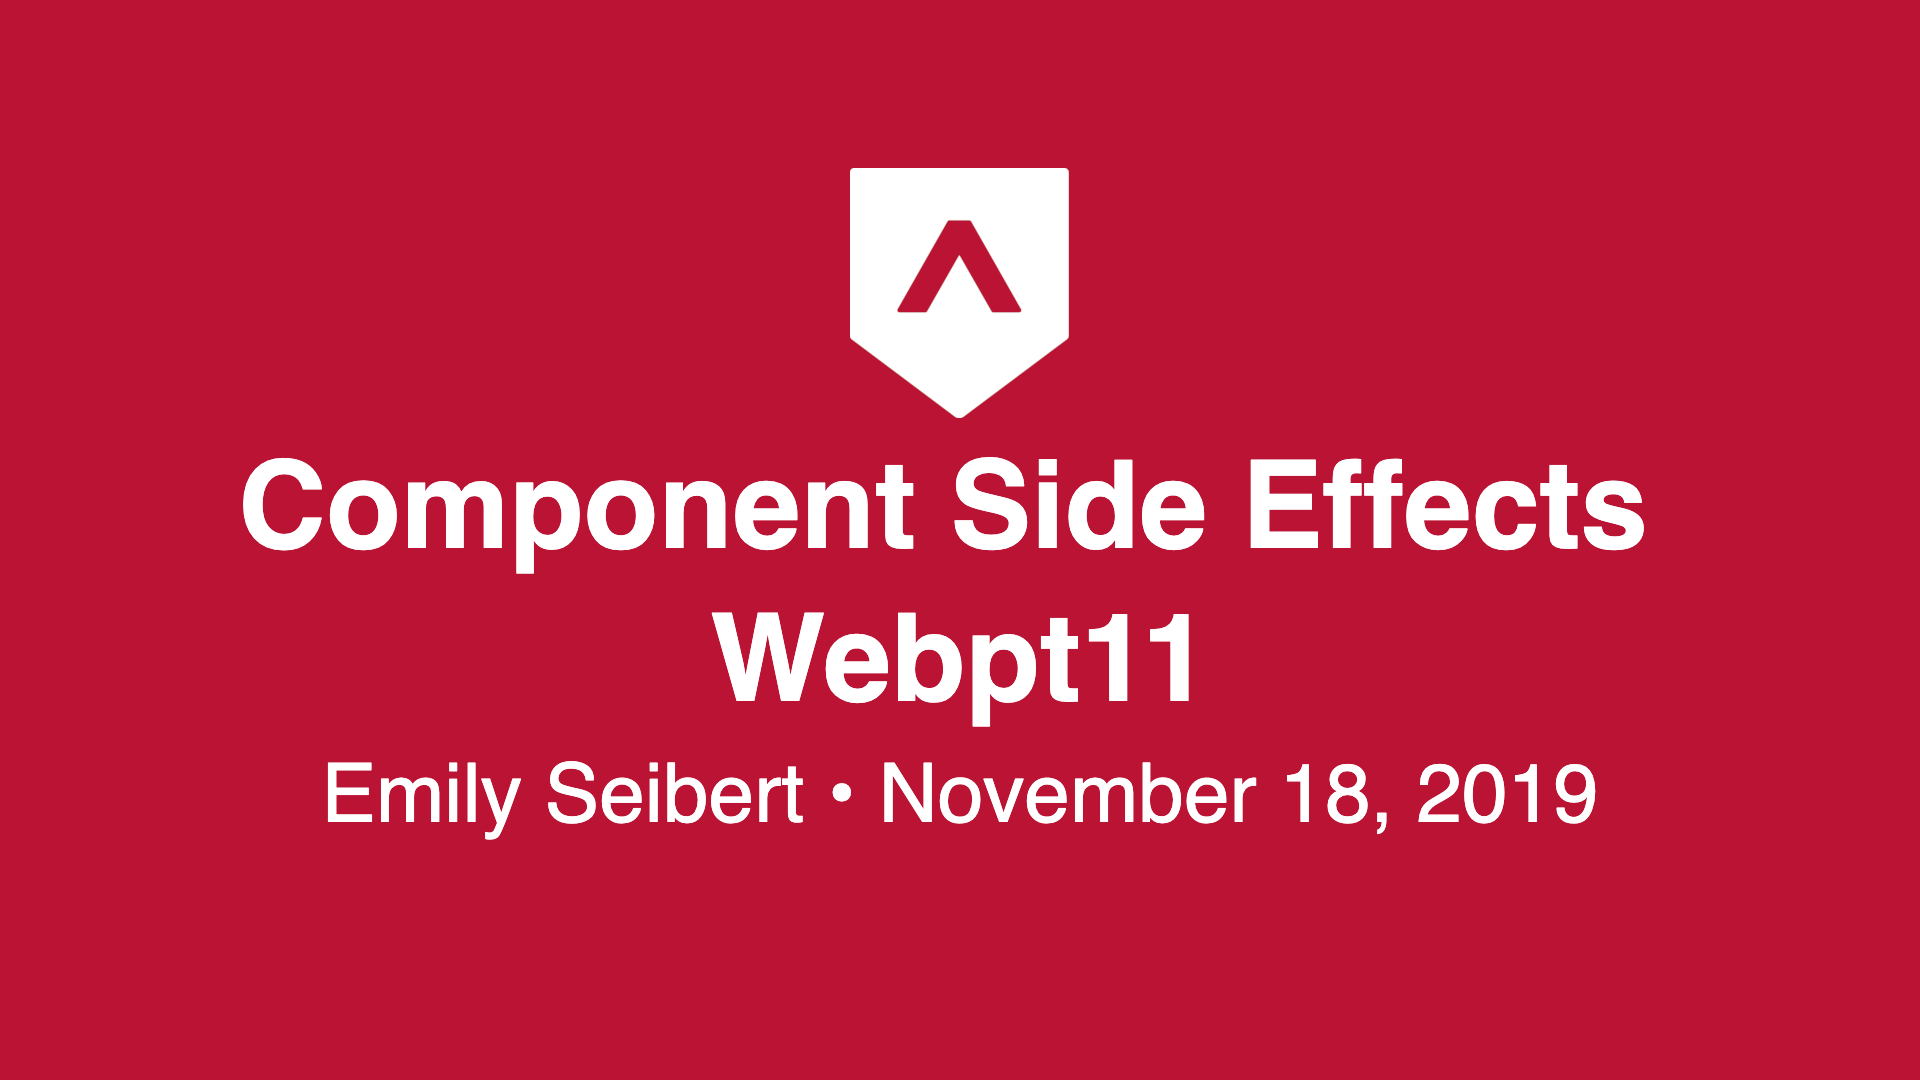 Component Side Effects
Webpt11
Emily Seibert • November 18, 2019